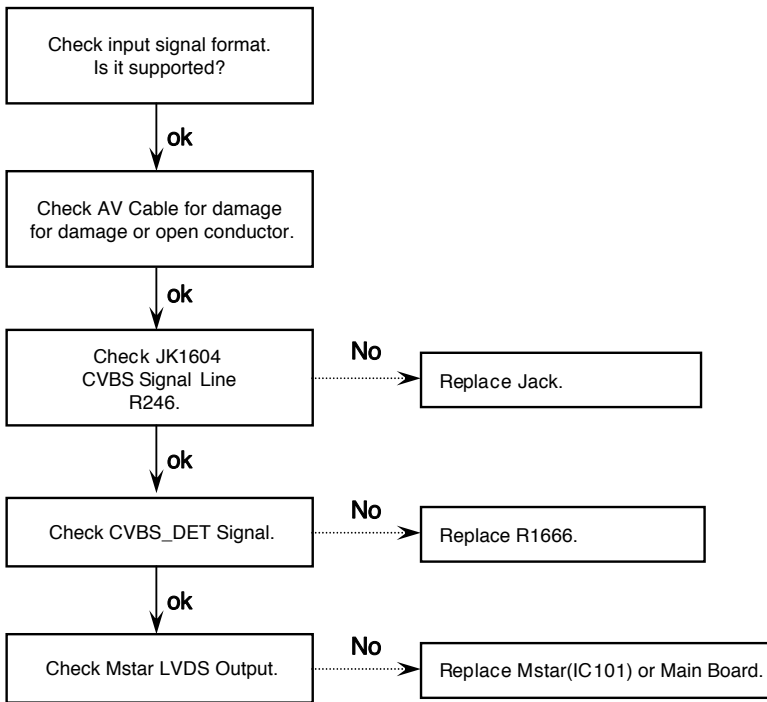 Check input signal format.
Is it supported?
ok
Check AV Cable for damage
for damage or open conductor.
ok
Check JK1604
CVBS Signal Line
R246.
No
Replace Jack.
ok
Check CVBS_DET Signal.
No
Replace R1666.
ok
Check Mstar LVDS Output.
No
Replace Mstar(IC101) or Main Board.